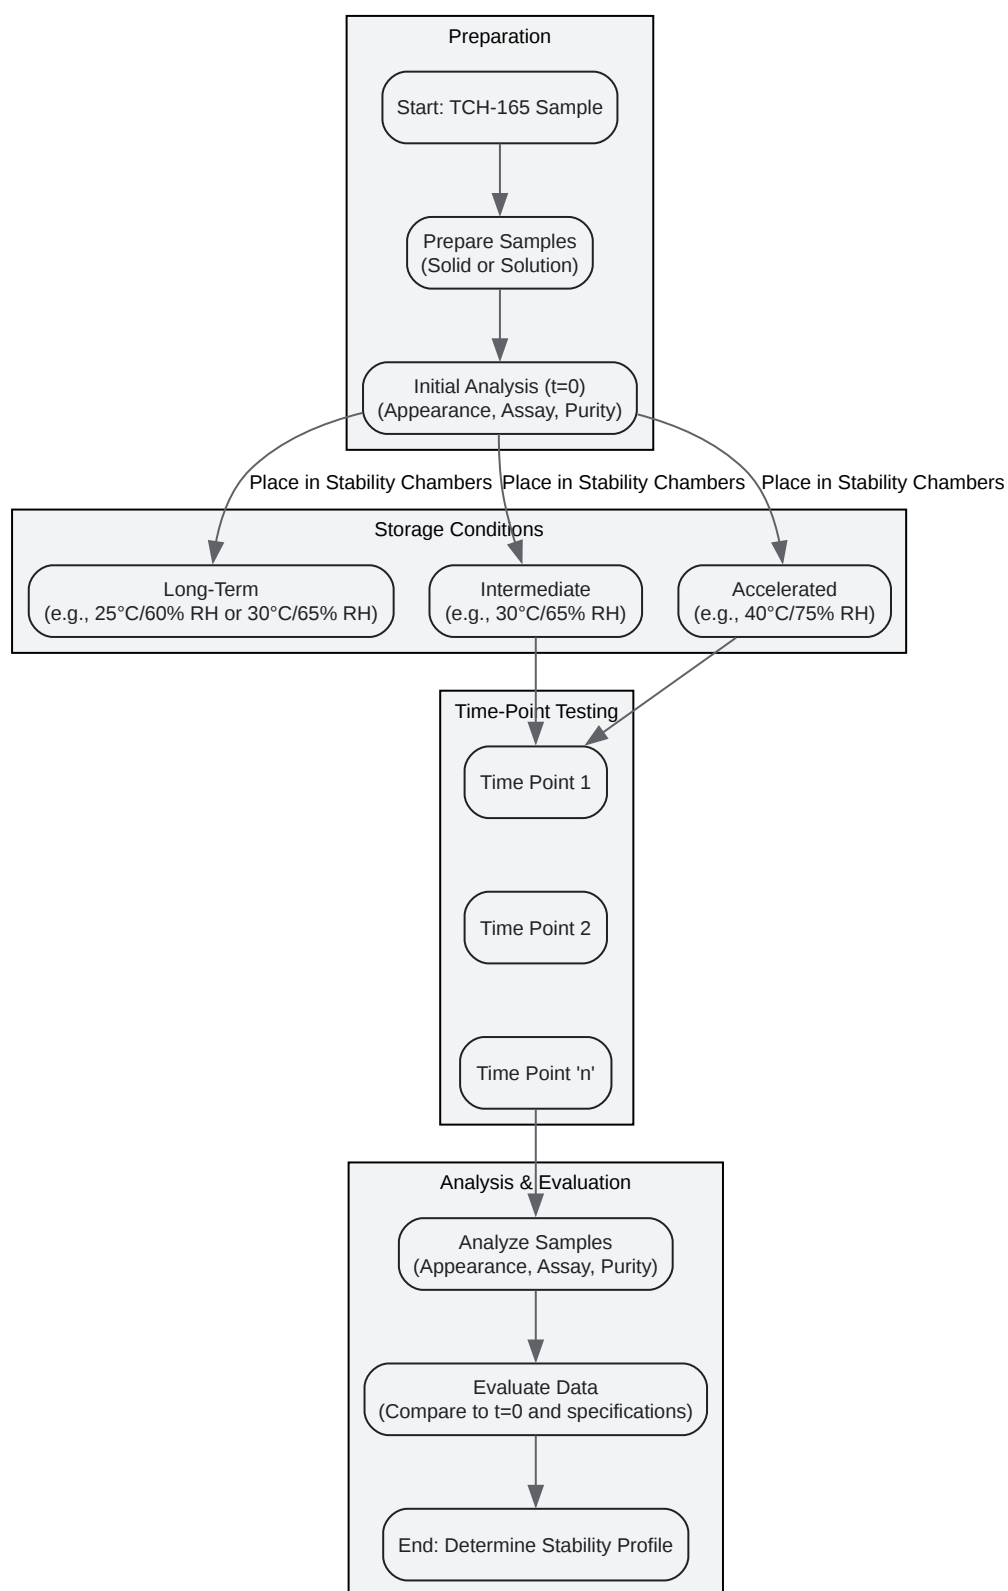 Preparation
Start: TCH-165 Sample
Prepare Samples
(Solid or Solution)
Initial Analysis (t=0)
(Appearance, Assay, Purity)
Place in Stability Chambers
Place in Stability Chambers
Place in Stability Chambers
Storage Conditions
Long-Term
(e.g., 25°C/60% RH or 30°C/65% RH)
Intermediate
(e.g., 30°C/65% RH)
Accelerated
(e.g., 40°C/75% RH)
Time-Point Testing
Time Point 1
Time Point 2
Time Point 'n'
Analysis & Evaluation
Analyze Samples
(Appearance, Assay, Purity)
Evaluate Data
(Compare to t=0 and specifications)
End: Determine Stability Profile